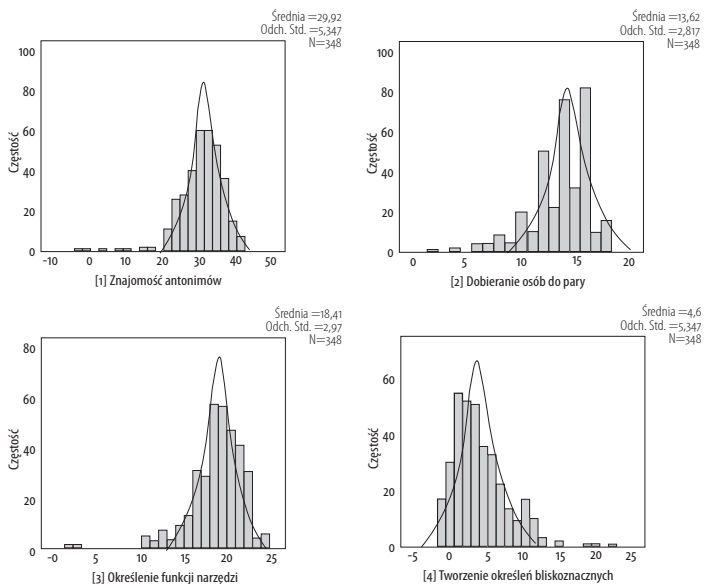 Średnia =29,92
Odch. Std. =5,347
N=348
100
80
60
40
20
0
Częstość
-10 0 10 20 30 40 50
[1] Znajomość antonimów
Średnia =13,62
Odch. Std. =2,817
N=348
100
80
60
40
20
0
Częstość
0 5 10 15 20
[2] Dobieranie osób do pary
Średnia =18,41
Odch. Std. =2,97
N=348
80
60
40
20
0
Częstość
-0 5 10 15 20 25
[3] Określenie funkcji narzędzi
Średnia =4,6
Odch. Std. =5,347
N=348
60
40
20
0
Częstość
-5 0 5 10 15 20 25
[4] Tworzenie określeń bliskoznacznych